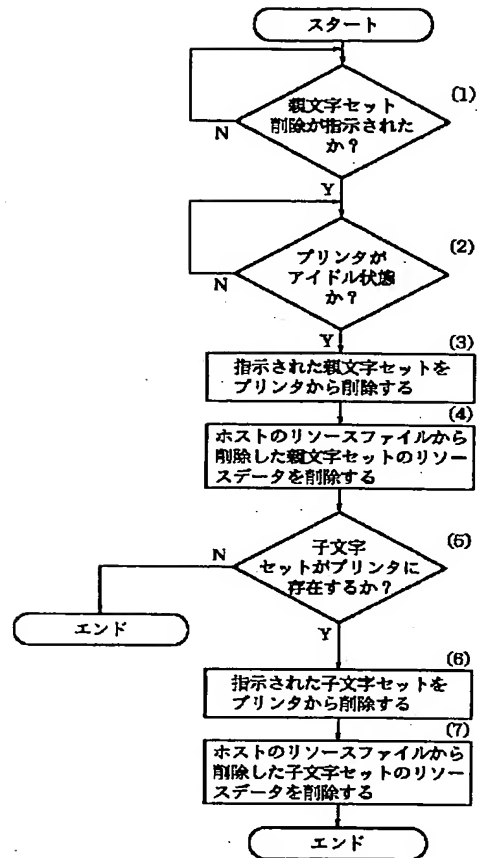 スタート
(1)
親文字セット
削除が指示された
か?
N
Y
(2)
プリンタが
アイドル状態
か?
N
Y
(3)
指示された親文字セットを
プリンタから削除する
(4)
ホストのリソースファイルから
削除した親文字セットのリソー
スデータを削除する
(5)
子文字
セットがプリンタに
存在するか?
N
エンド
Y
(6)
指示された子文字セットを
プリンタから削除する
(7)
ホストのリソースファイルから
削除した子文字セットのリソー
スデータを削除する
エンド